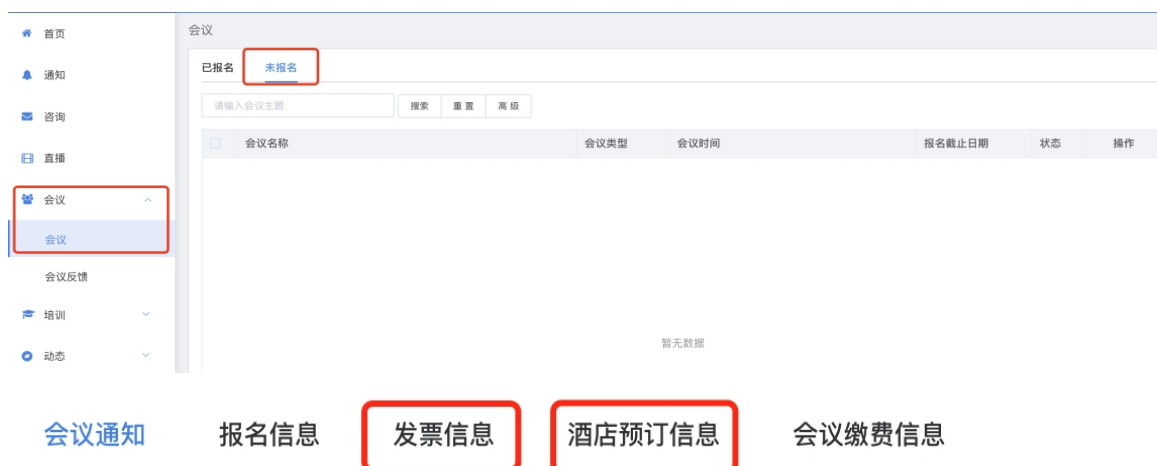 首页
通知
咨询
直播
会议
会议
会议反馈
培训
动态
会议
已报名 未报名
请输入会议主题 搜索 重置 高级
会议名称 会议类型 会议时间 报名截止日期 状态 操作
暂无数据
会议通知 报名信息 发票信息 酒店预订信息 会议缴费信息